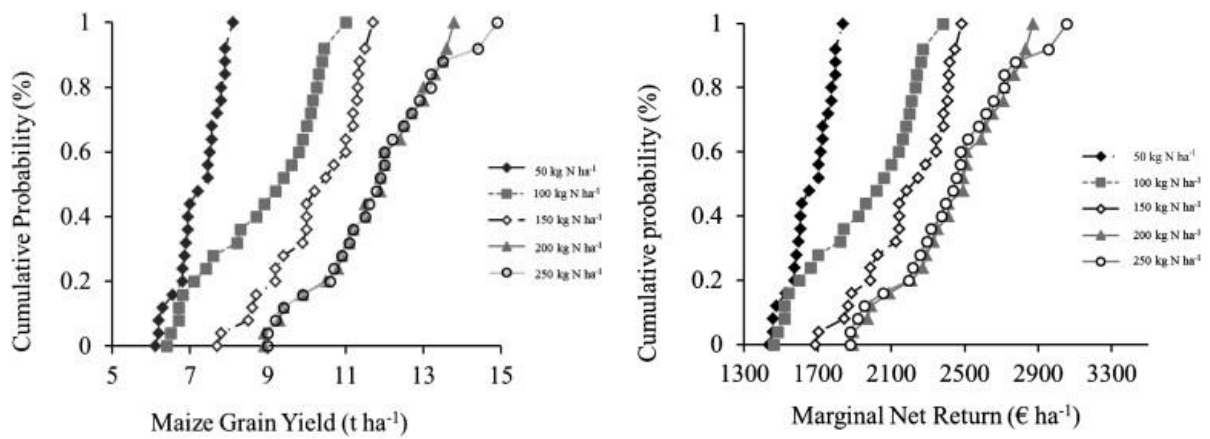 Cumulative Probability (%)
1
0.8
0.6
0.4
0.2
0
5 7 9 11 13 15
Maize Grain Yield (t ha-1)
50 kg N ha-1
100 kg N ha-1
150 kg N ha-1
200 kg N ha-1
250 kg N ha-1
Cumulative probability (%)
1
0.8
0.6
0.4
0.2
0
1300 1700 2100 2500 2900 3300
Marginal Net Return (€ ha-1)
50 kg N ha-1
100 kg N ha-1
150 kg N ha-1
200 kg N ha-1
250 kg N ha-1